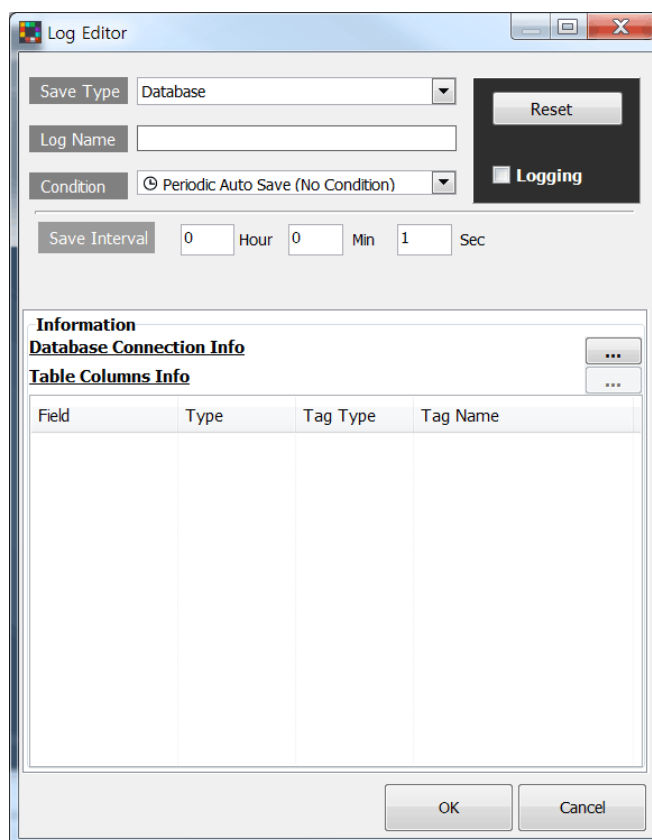 Log Editor
Save Type Database
Reset
Log Name
Logging
Condition Periodic Auto Save (No Condition)
Save Interval 0 Hour 0 Min 1 Sec
Information
Database Connection Info
...
Table Columns Info
...
Field Type Tag Type Tag Name
OK Cancel